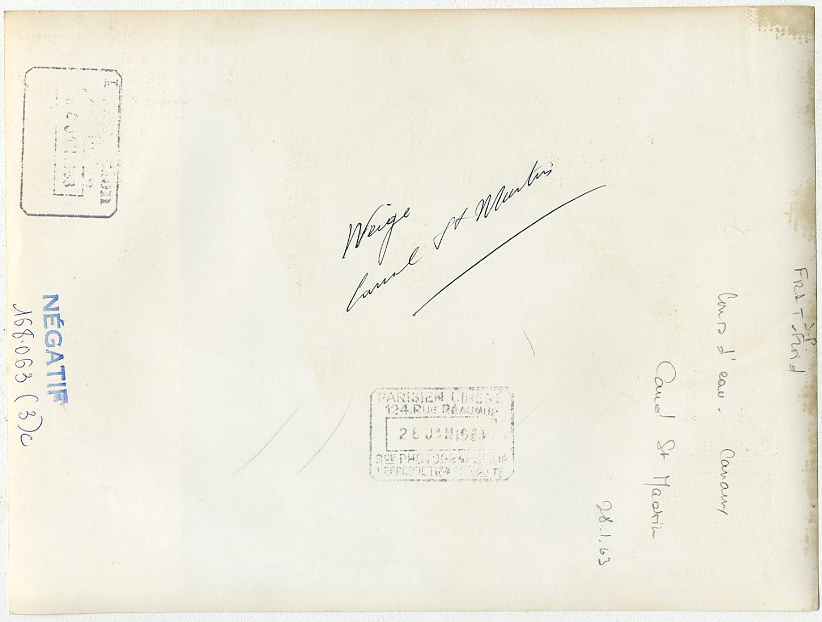 Neige
Canal St Martin
PARISIEN LIBÉRÉ
124, RUE RÉAUMUR
28 JAN 1963
NÉGATIF
168.063 (3)c
Cours d'eau. Canaux
Canal St Martin
28.1.63